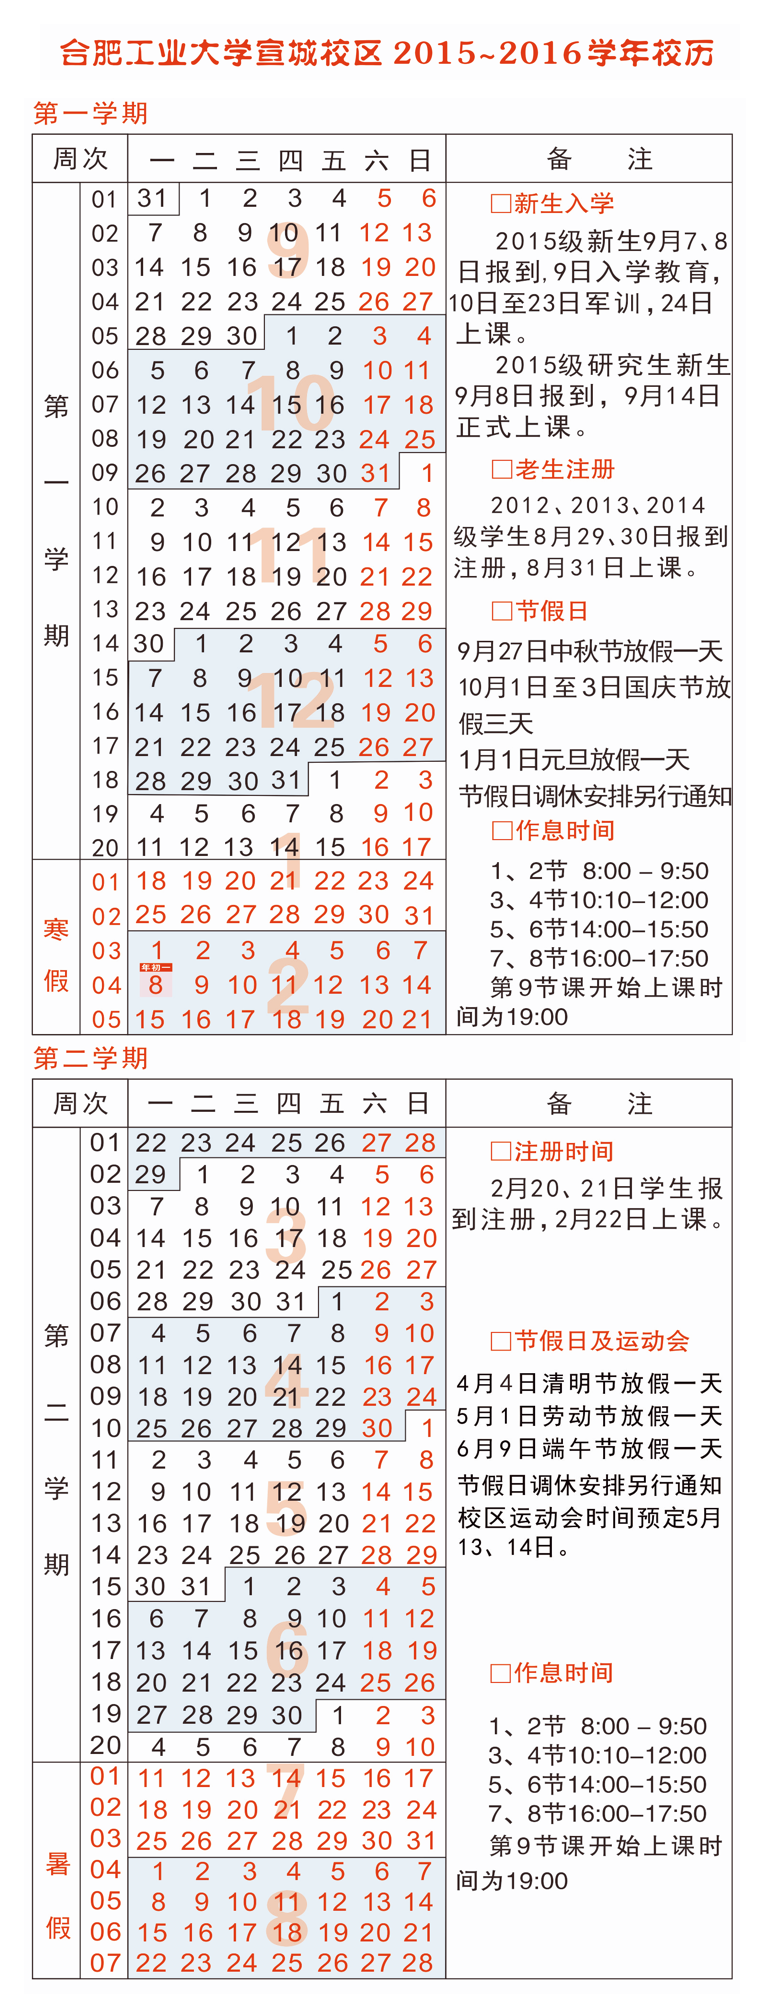 合肥工业大学宣城校区 2015~2016学年校历
第一学期
周次 一 二 三 四 五 六 日 备 注
第一学期
01 31 1 2 3 4 5 6
02 7 8 9 10 11 12 13
03 14 15 16 17 18 19 20
04 21 22 23 24 25 26 27
05 28 29 30 1 2 3 4
06 5 6 7 8 9 10 11
07 12 13 14 15 16 17 18
08 19 20 21 22 23 24 25
09 26 27 28 29 30 31 1
10 2 3 4 5 6 7 8
11 9 10 11 12 13 14 15
12 16 17 18 19 20 21 22
13 23 24 25 26 27 28 29
14 30 1 2 3 4 5 6
15 7 8 9 10 11 12 13
16 14 15 16 17 18 19 20
17 21 22 23 24 25 26 27
18 28 29 30 31 1 2 3
19 4 5 6 7 8 9 10
20 11 12 13 14 15 16 17
寒假
01 18 19 20 21 22 23 24
02 25 26 27 28 29 30 31
03 1 2 3 4 5 6 7
年初一
04 8 9 10 11 12 13 14
05 15 16 17 18 19 20 21
9
10
11
12
1
2
□新生入学
2015级新生9月7、8
日报到,9日入学教育,
10日至23日军训,24日
上课。
2015级研究生新生
9月8日报到, 9月14日
正式上课。
□老生注册
2012、2013、2014
级学生8月29、30日报到
注册,8月31日上课。
□节假日
9月27日中秋节放假一天
10月1日至3日国庆节放
假三天
1月1日元旦放假一天
节假日调休安排另行通知
□作息时间
1、2节 8:00－9:50
3、4节10:10－12:00
5、6节14:00－15:50
7、8节16:00－17:50
第9节课开始上课时
间为19:00
第二学期
周次 一 二 三 四 五 六 日 备 注
第二学期
01 22 23 24 25 26 27 28
02 29 1 2 3 4 5 6
03 7 8 9 10 11 12 13
04 14 15 16 17 18 19 20
05 21 22 23 24 25 26 27
06 28 29 30 31 1 2 3
07 4 5 6 7 8 9 10
08 11 12 13 14 15 16 17
09 18 19 20 21 22 23 24
10 25 26 27 28 29 30 1
11 2 3 4 5 6 7 8
12 9 10 11 12 13 14 15
13 16 17 18 19 20 21 22
14 23 24 25 26 27 28 29
15 30 31 1 2 3 4 5
16 6 7 8 9 10 11 12
17 13 14 15 16 17 18 19
18 20 21 22 23 24 25 26
19 27 28 29 30 1 2 3
20 4 5 6 7 8 9 10
暑假
01 11 12 13 14 15 16 17
02 18 19 20 21 22 23 24
03 25 26 27 28 29 30 31
04 1 2 3 4 5 6 7
05 8 9 10 11 12 13 14
06 15 16 17 18 19 20 21
07 22 23 24 25 26 27 28
3
4
5
6
7
8
□注册时间
2月20、21日学生报
到注册,2月22日上课。
□节假日及运动会
4月4日清明节放假一天
5月1日劳动节放假一天
6月9日端午节放假一天
节假日调休安排另行通知
校区运动会时间预定5月
13、14日。
□作息时间
1、2节 8:00－9:50
3、4节10:10－12:00
5、6节14:00－15:50
7、8节16:00－17:50
第9节课开始上课时
间为19:00